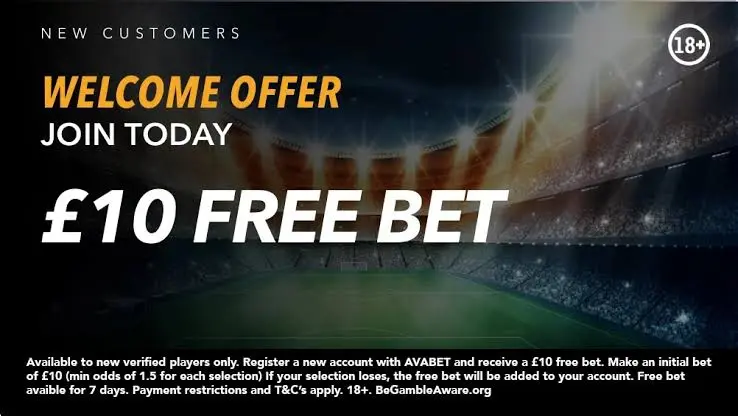 NEW CUSTOMERS
18+
WELCOME OFFER
JOIN TODAY
£10 FREE BET
Available to new verified players only. Register a new account with AVABET and receive a £10 free bet. Make an initial bet
of £10 (min odds of 1.5 for each selection) If your selection loses, the free bet will be added to your account. Free bet
avaible for 7 days. Payment restrictions and T&C's apply. 18+. BeGambleAware.org